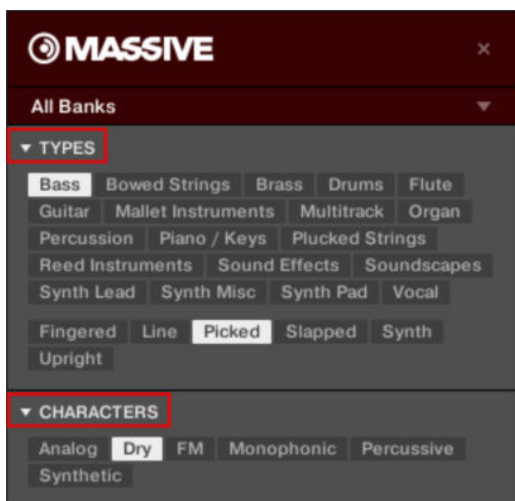 MASSIVE
All Banks
TYPES
Bass Bowed Strings Brass Drums Flute
Guitar Mallet Instruments Multitrack Organ
Percussion Piano / Keys Plucked Strings
Reed Instruments Sound Effects Soundscapes
Synth Lead Synth Misc Synth Pad Vocal
Fingered Line Picked Slapped Synth
Upright
CHARACTERS
Analog Dry FM Monophonic Percussive
Synthetic